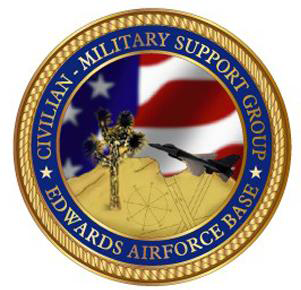 CIVILIAN - MILITARY SUPPORT GROUP
EDWARDS AIRFORCE BASE